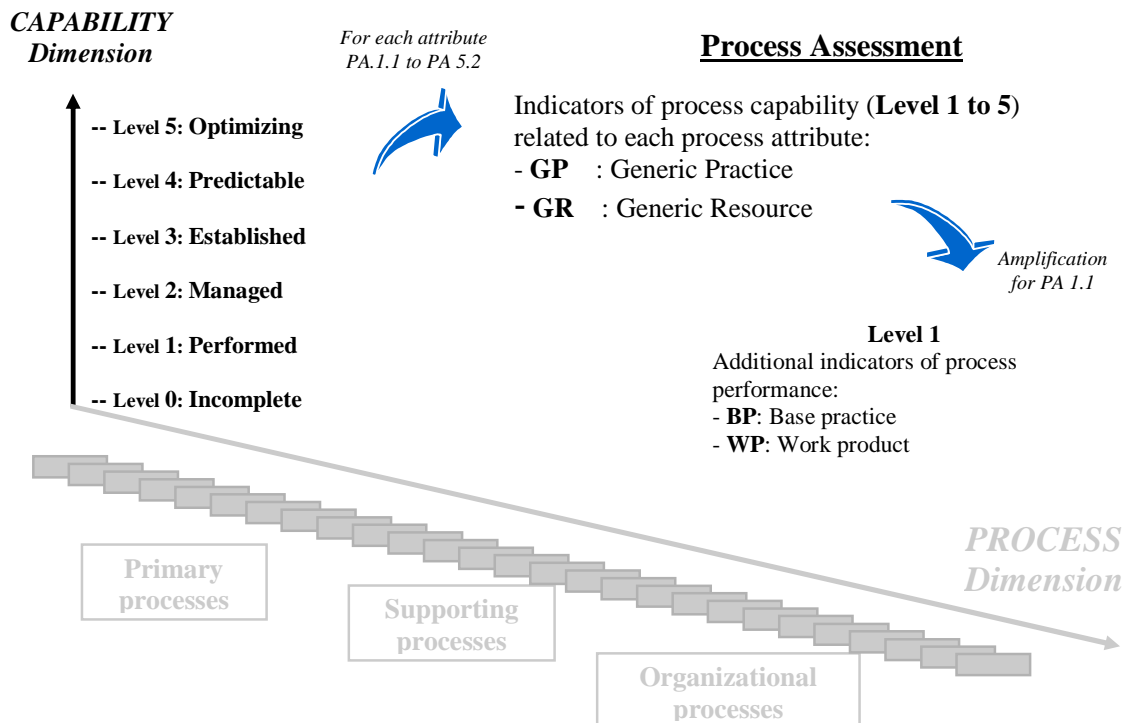 CAPABILITY
Dimension
For each attribute
PA.1.1 to PA 5.2
Process Assessment
Indicators of process capability (Level 1 to 5)
related to each process attribute:
- GP : Generic Practice
- GR : Generic Resource
-- Level 5: Optimizing
-- Level 4: Predictable
-- Level 3: Established
-- Level 2: Managed
-- Level 1: Performed
-- Level 0: Incomplete
Amplification
for PA 1.1
Level 1
Additional indicators of process
performance:
- BP: Base practice
- WP: Work product
PROCESS
Dimension
Primary
processes
Supporting
processes
Organizational
processes